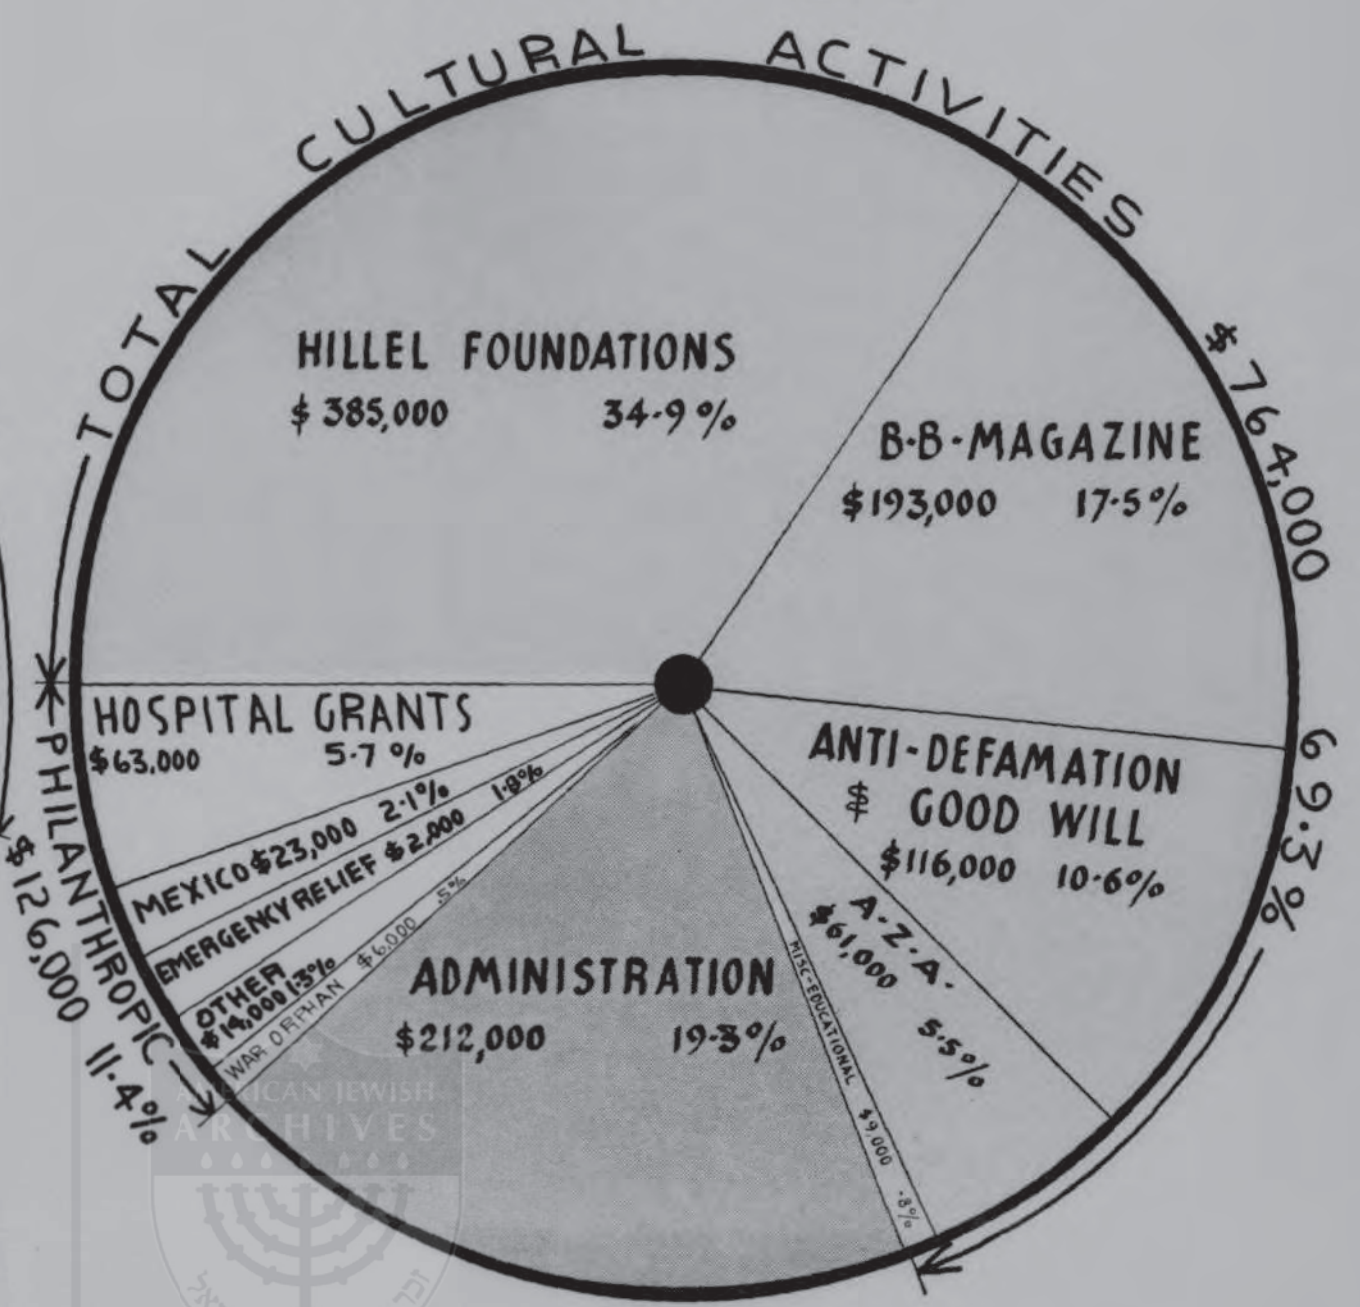 TOTAL CULTURAL ACTIVITIES $764,000 69.3%
HILLEL FOUNDATIONS
$385,000 34.9%
B.B.MAGAZINE
$193,000 17.5%
ANTI-DEFAMATION
$ GOOD WILL
$116,000 10.6%
A.Z.A.
$61,000
5.5%
MISC-EDUCATIONAL $9,000 .8%
ADMINISTRATION
$212,000 19.3%
HOSPITAL GRANTS
$63,000 5.7%
MEXICO $23,000 2.1%
EMERGENCY RELIEF $2,000 1.8%
OTHER
$14,000 1.3%
WAR ORPHAN $6,000 .5%
PHILANTHROPIC
$126,000 11.4%
AMERICAN JEWISH
ARCHIVES